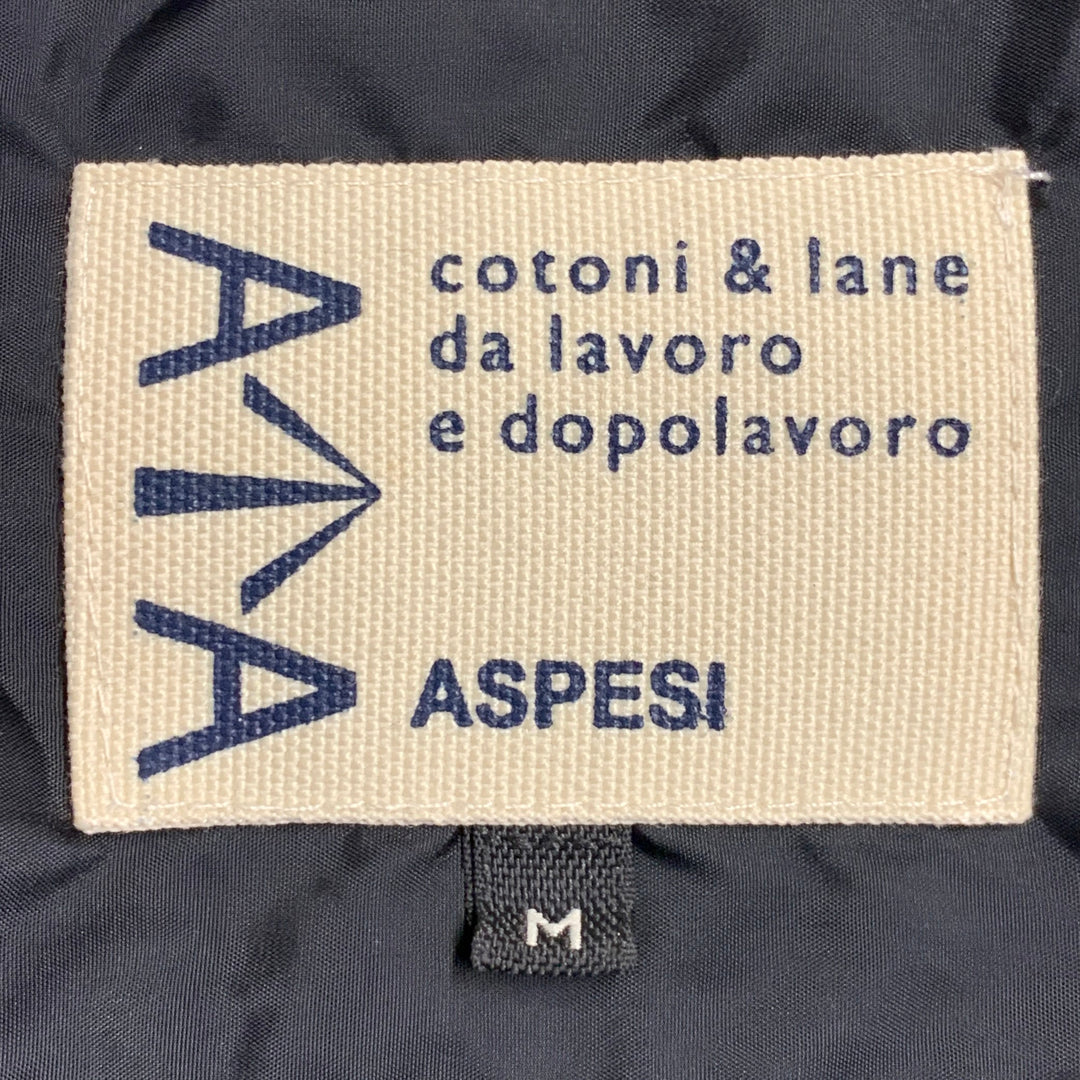 cotoni & lane
da lavoro
e dopolavoro
ASPESI
M